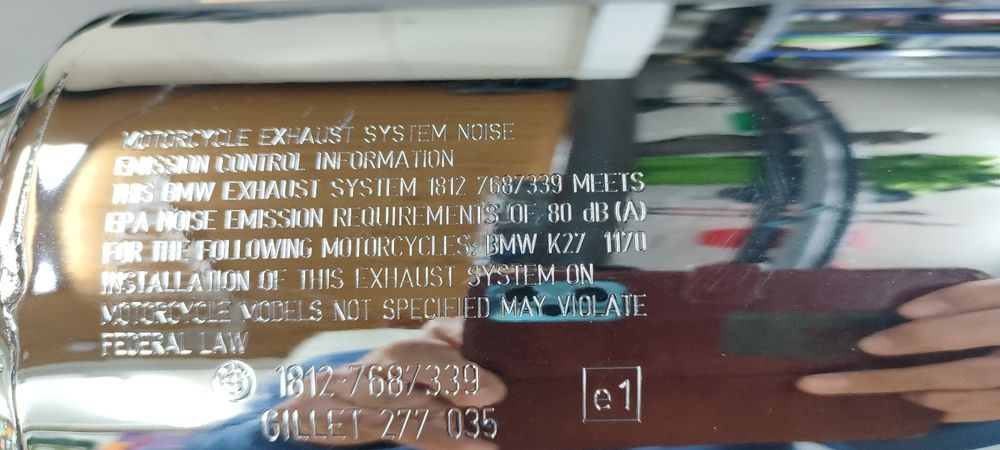 MOTORCYCLE EXHAUST SYSTEM NOISE
EMISSION CONTROL INFORMATION
THIS BMW EXHAUST SYSTEM 1812 7687339 MEETS
EPA NOISE EMISSION REQUIREMENTS OF 80 dB (A)
FOR THE FOLLOWING MOTORCYCLES: BMW K27 1170
INSTALLATION OF THIS EXHAUST SYSTEM ON
MOTORCYCLE MODELS NOT SPECIFIED MAY VIOLATE
FEDERAL LAW
1812-7687339
e1
GILLET 277 035